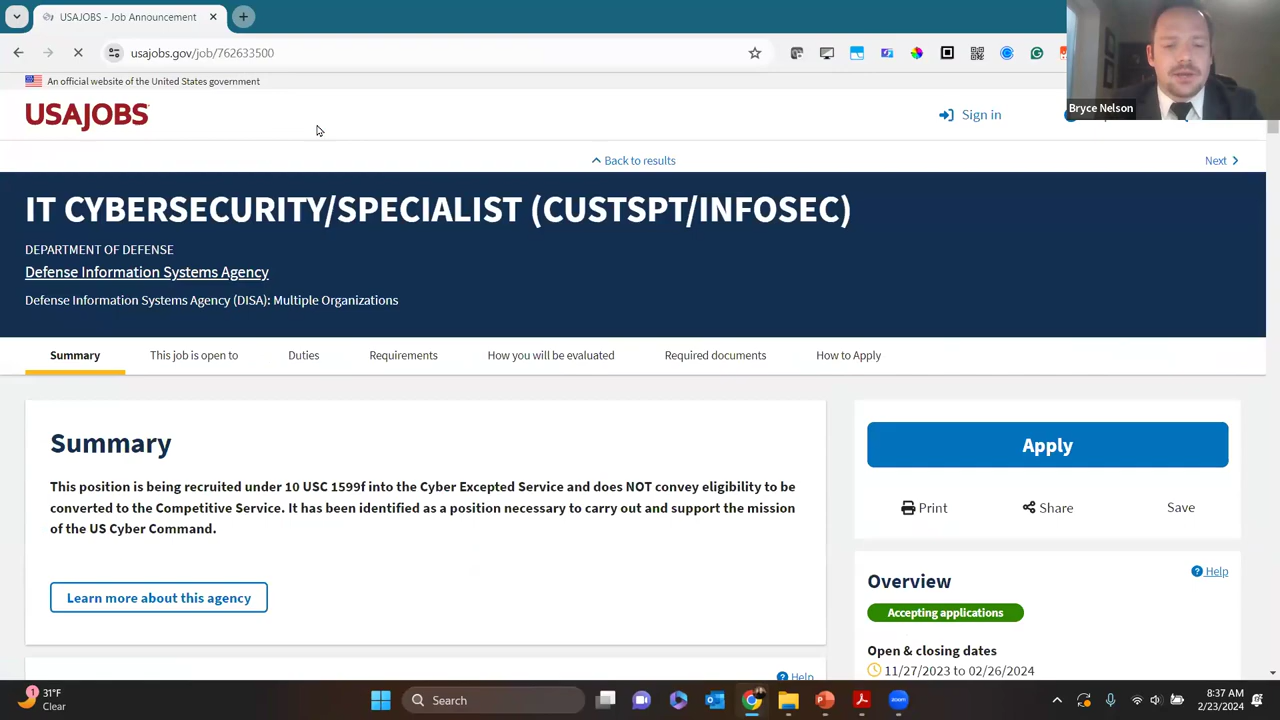 USAJOBS - Job Announcement
usajobs.gov/job/762633500
An official website of the United States government
USAJOBS
Sign in
Bryce Nelson
Back to results
Next
IT CYBERSECURITY/SPECIALIST (CUSTSPT/INFOSEC)
DEPARTMENT OF DEFENSE
Defense Information Systems Agency
Defense Information Systems Agency (DISA): Multiple Organizations
Summary
This job is open to
Duties
Requirements
How you will be evaluated
Required documents
How to Apply
Summary
This position is being recruited under 10 USC 1599f into the Cyber Excepted Service and does NOT convey eligibility to be
converted to the Competitive Service. It has been identified as a position necessary to carry out and support the mission
of the US Cyber Command.
Learn more about this agency
Help
Apply
Print
Share
Save
Help
Overview
Accepting applications
Open & closing dates
11/27/2023 to 02/26/2024
1
31°F
Clear
Search
zoom
8:37 AM
2/23/2024